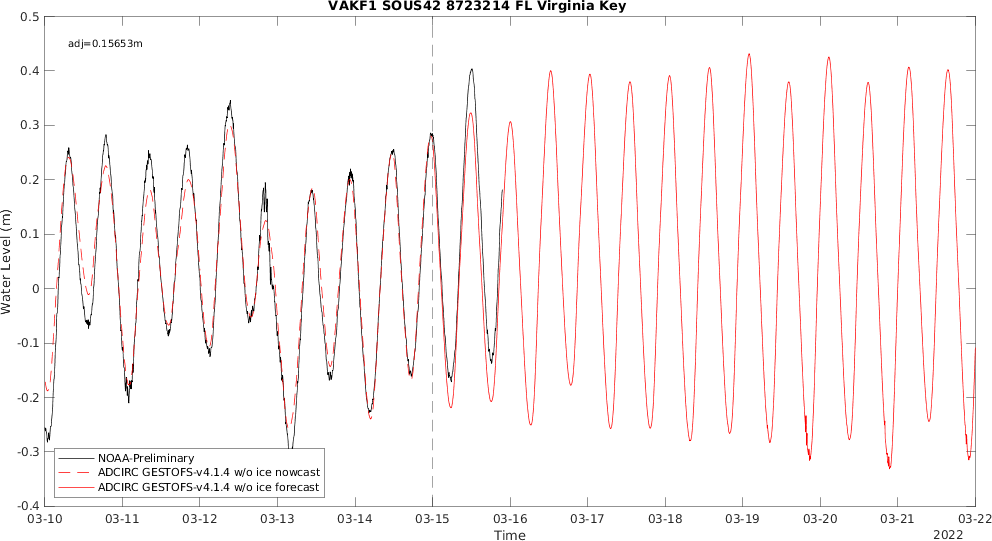 VAKF1 SOUS42 8723214 FL Virginia Key
adj=0.15653m
0.5
0.4
0.3
0.2
0.1
0
-0.1
-0.2
-0.3
-0.4
Water Level (m)
NOAA-Preliminary
ADCIRC GESTOFS-v4.1.4 w/o ice nowcast
ADCIRC GESTOFS-v4.1.4 w/o ice forecast
03-10 03-11 03-12 03-13 03-14 03-15 03-16 03-17 03-18 03-19 03-20 03-21 03-22
Time
2022